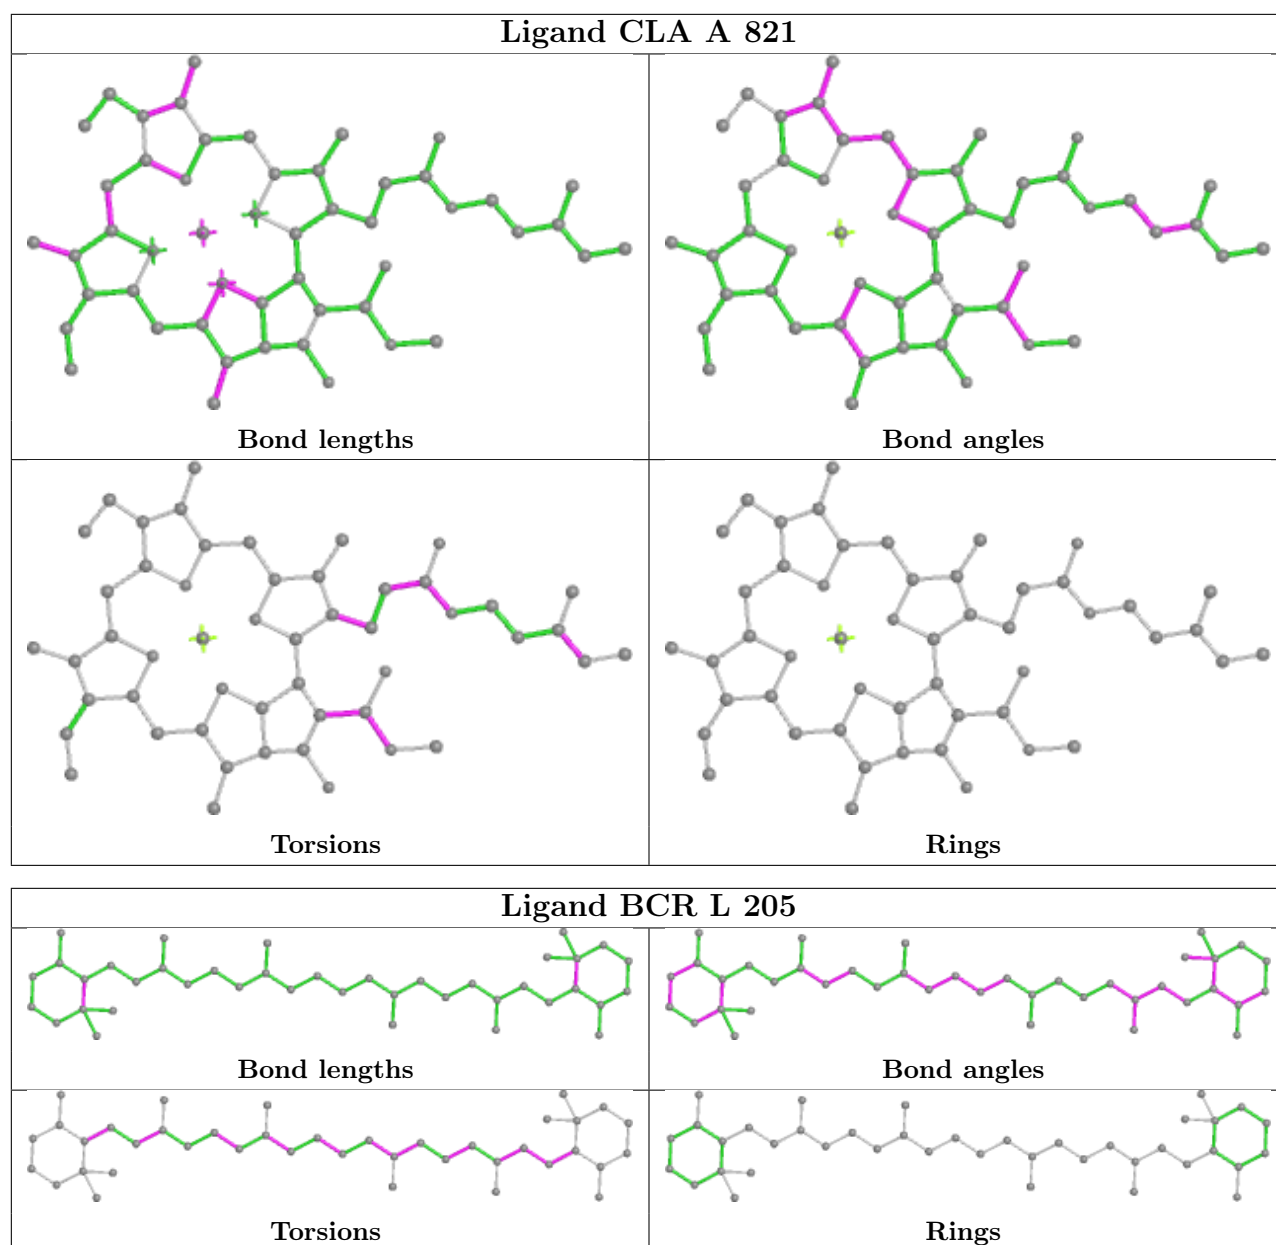 Ligand CLA A 821
Bond lengths
Bond angles
Torsions
Rings
Ligand BCR L 205
Bond lengths
Bond angles
Torsions
Rings